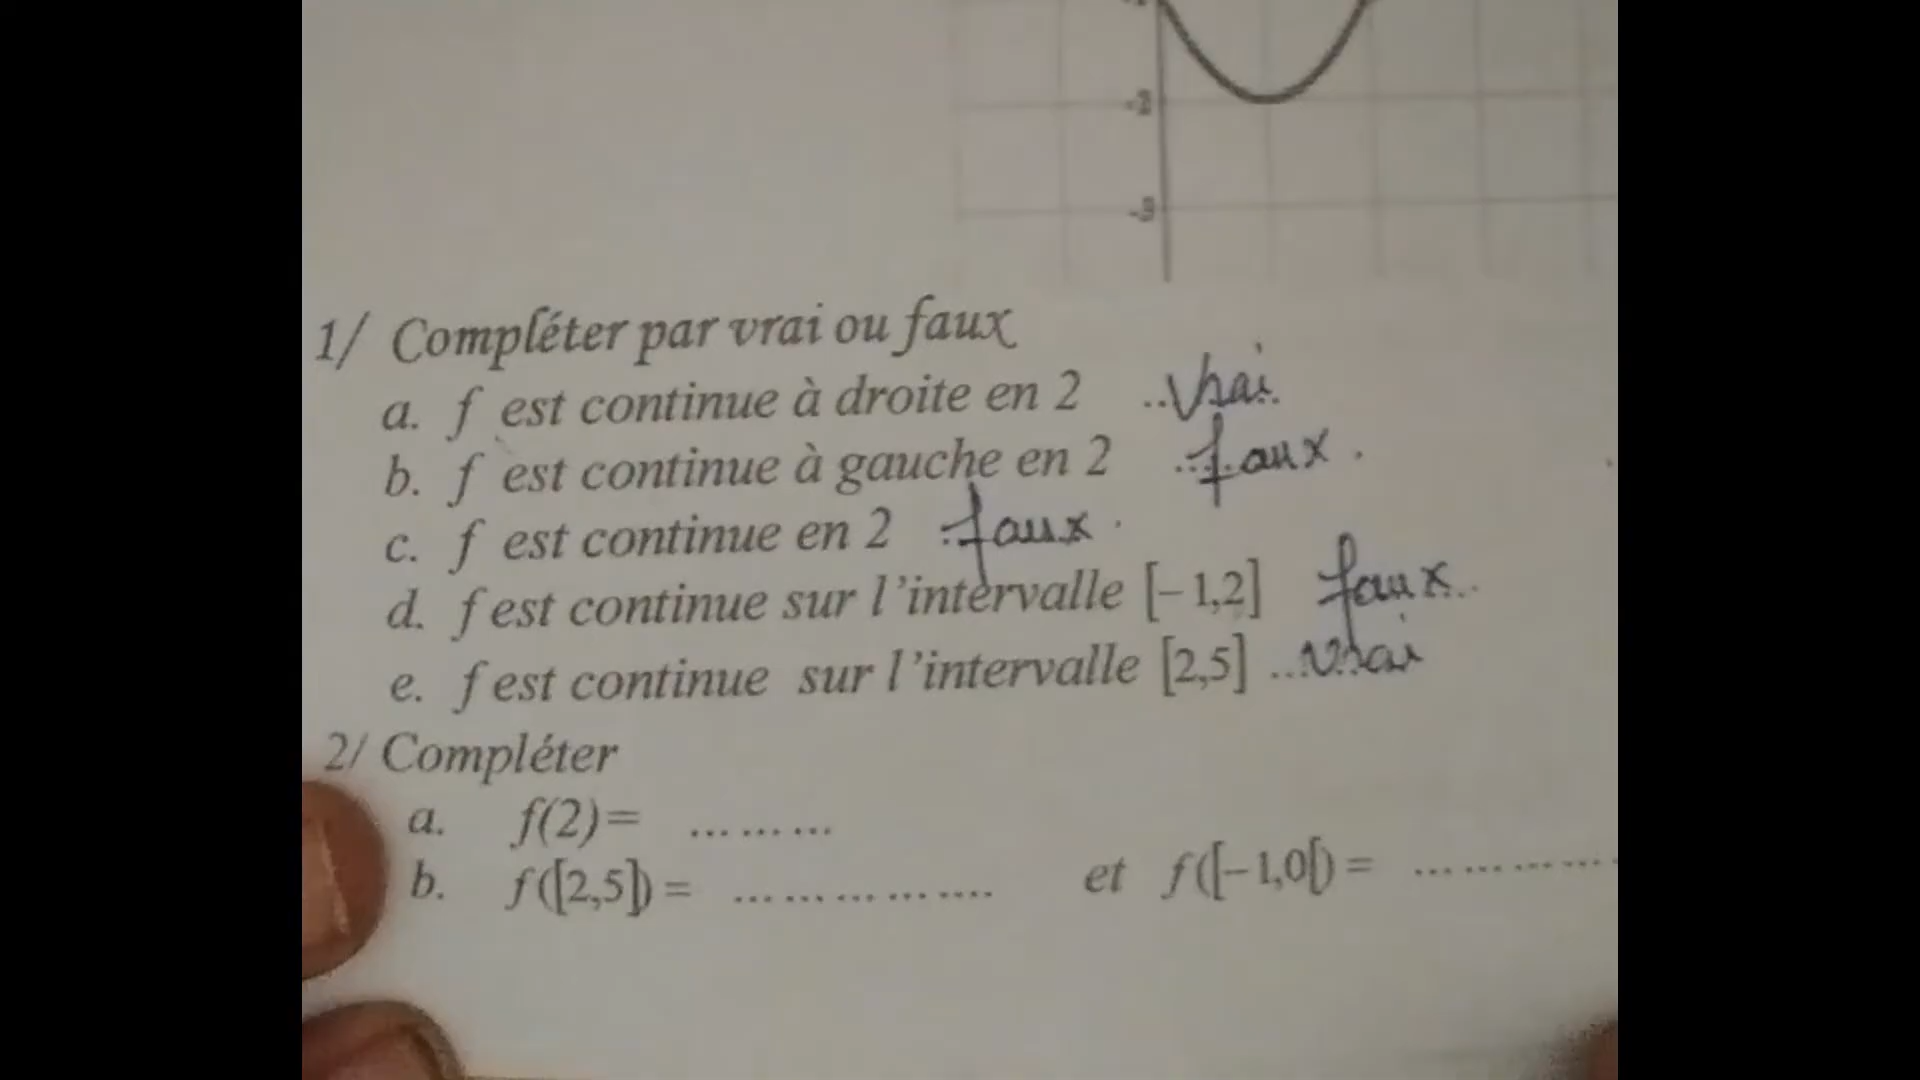 -2
-3
1/ Compléter par vrai ou faux
a. f est continue à droite en 2 ..Vrai.
b. f est continue à gauche en 2 ....faux .
c. f est continue en 2 .faux .
d. f est continue sur l'intervalle [-1,2] faux..
e. f est continue sur l'intervalle [2,5] ...vrai
2/ Compléter
a. f(2)= ... ... ...
b. f([2,5]) = ... ... ... ... .... et f([-1,0[) = ... ... ... ....